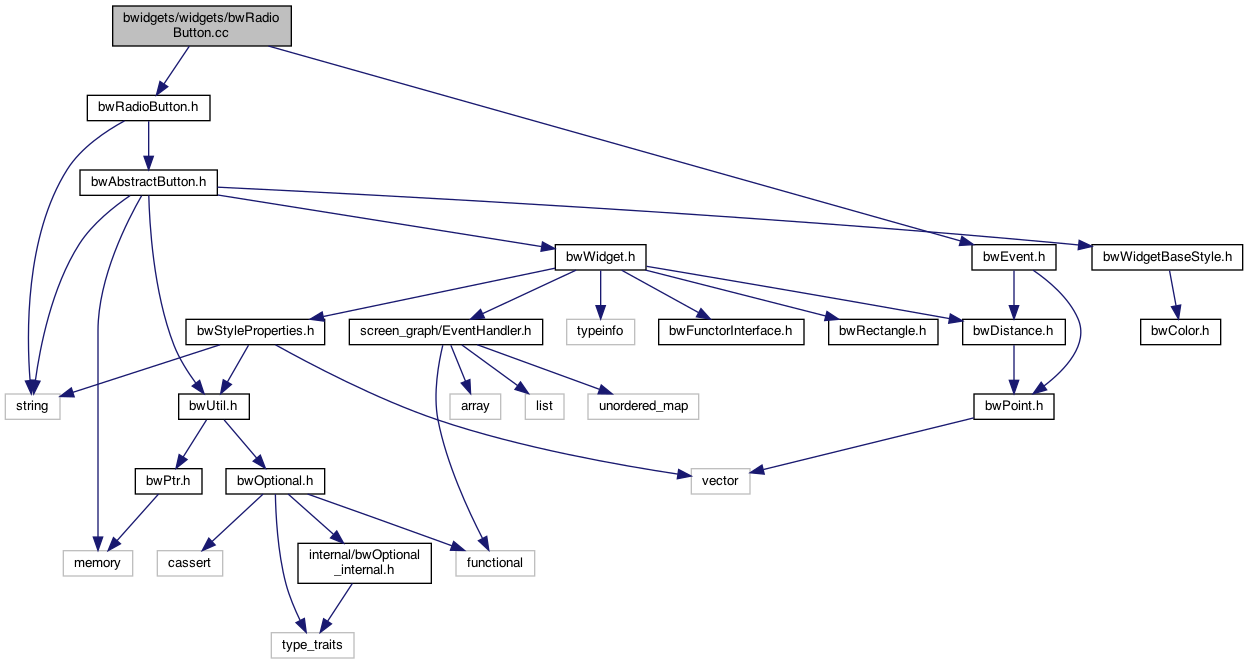 bwidgets/widgets/bwRadio
Button.cc
bwRadioButton.h
bwAbstractButton.h
bwWidget.h
bwEvent.h
bwWidgetBaseStyle.h
bwStyleProperties.h
screen_graph/EventHandler.h
typeinfo
bwFunctorInterface.h
bwRectangle.h
bwDistance.h
bwColor.h
string
bwUtil.h
array
list
unordered_map
bwPoint.h
bwPtr.h
bwOptional.h
vector
memory
cassert
internal/bwOptional
_internal.h
functional
type_traits